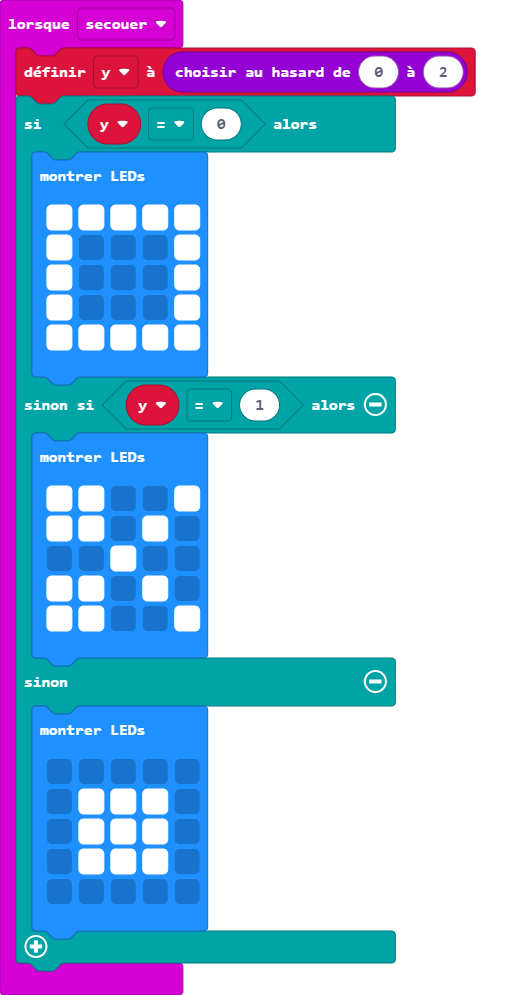 lorsque secouer
définir y à choisir au hasard de 0 à 2
si y = 0 alors
montrer LEDs
sinon si y = 1 alors
montrer LEDs
sinon
montrer LEDs